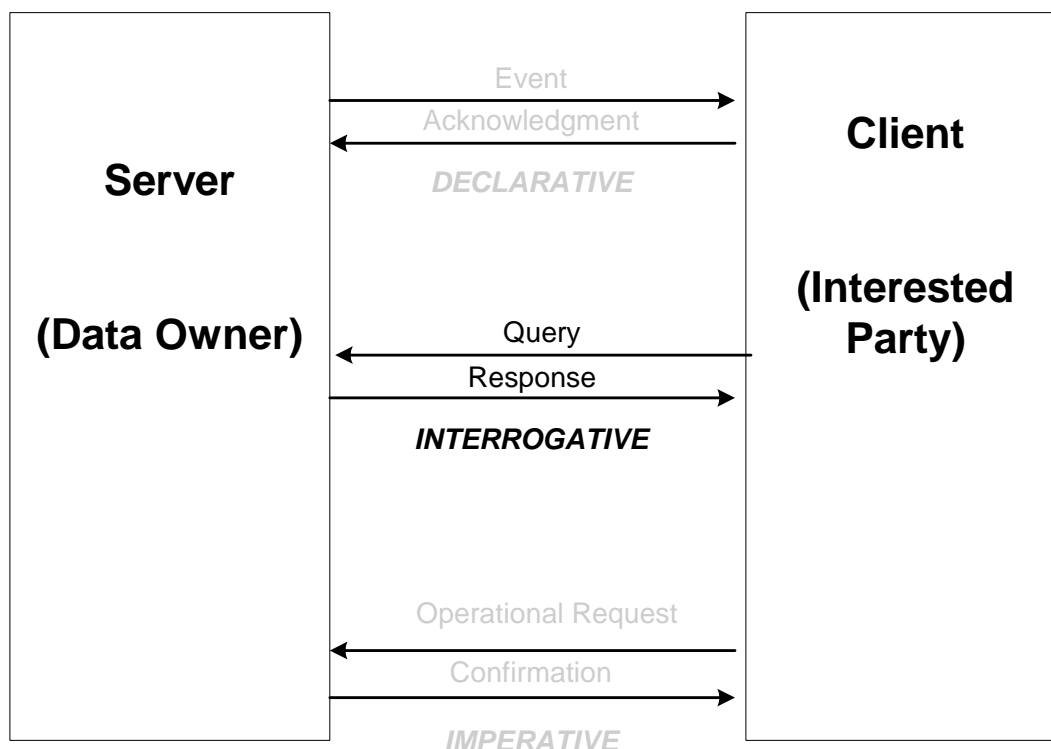 Server
(Data Owner)
Event
Acknowledgment
DECLARATIVE
Query
Response
INTERROGATIVE
Operational Request
Confirmation
IMPERATIVE
Client
(Interested
Party)